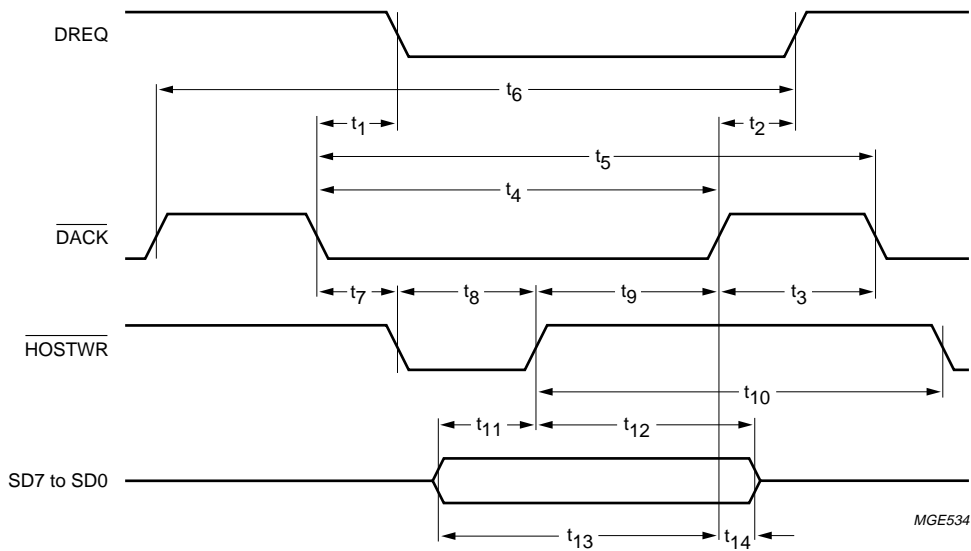 DREQ
t6
t1
t2
t5
t4
DACK
t7
t8
t9
t3
HOSTWR
t10
t11
t12
SD7 to SD0
MGE534
t13
t14